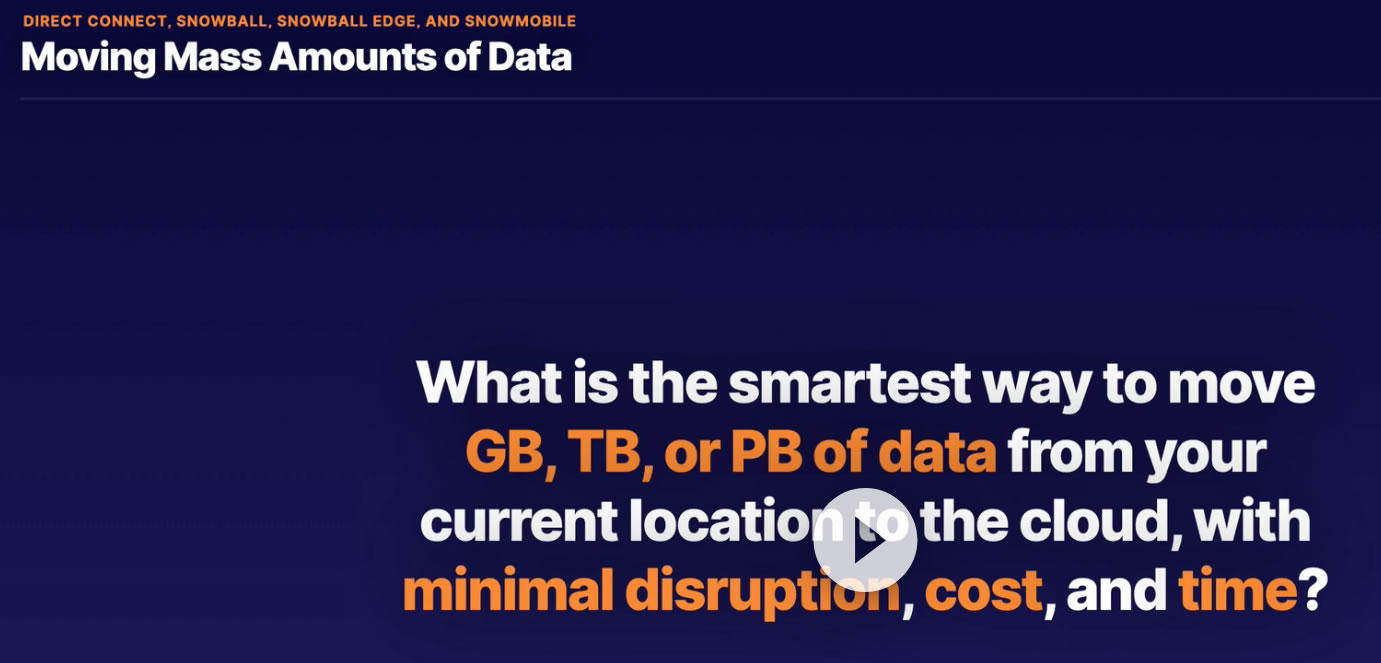 DIRECT CONNECT, SNOWBALL, SNOWBALL EDGE, AND SNOWMOBILE
Moving Mass Amounts of Data
What is the smartest way to move
GB, TB, or PB of data from your
current location to the cloud, with
minimal disruption, cost, and time?